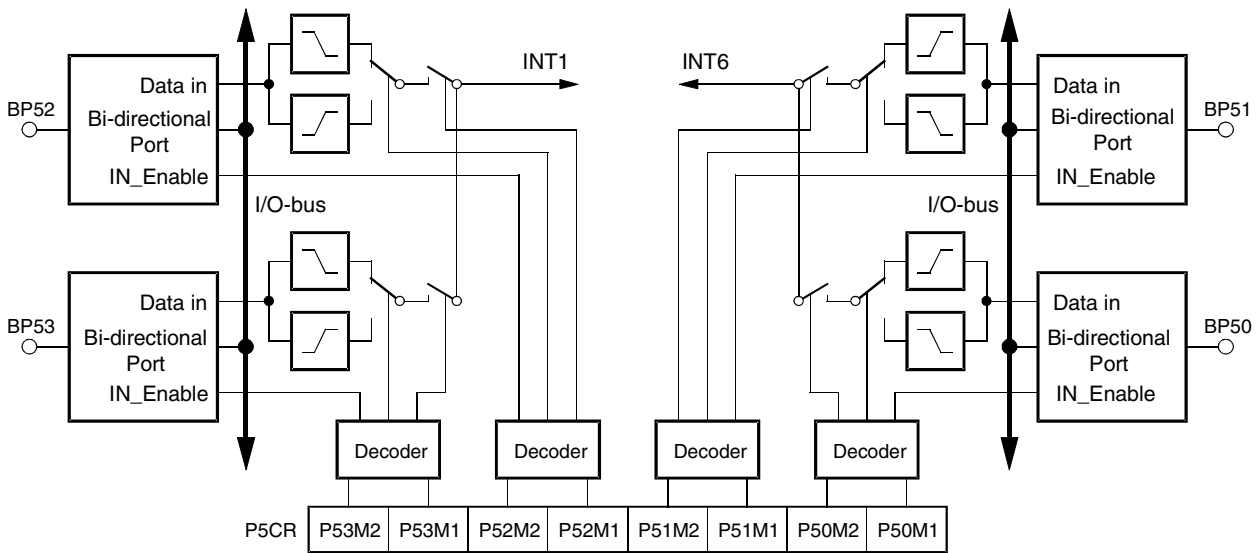 INT1
INT6
BP52
Data in
Bi-directional
Port
IN_Enable
I/O-bus
Data in
Bi-directional
Port
IN_Enable
BP51
I/O-bus
BP53
Data in
Bi-directional
Port
IN_Enable
Data in
Bi-directional
Port
IN_Enable
BP50
Decoder
Decoder
Decoder
Decoder
P5CR P53M2 P53M1 P52M2 P52M1 P51M2 P51M1 P50M2 P50M1